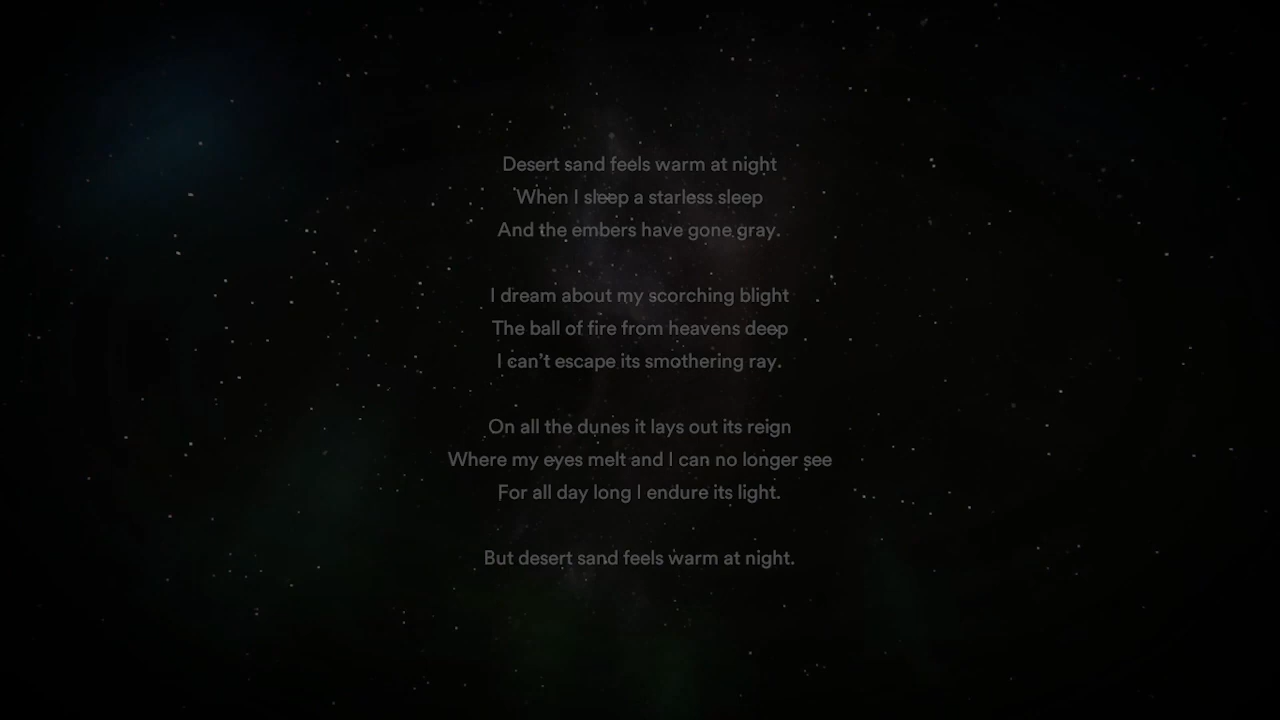 Desert sand feels warm at night
When I sleep a starless sleep
And the embers have gone gray.
I dream about my scorching blight
The ball of fire from heavens deep
I can't escape its smothering ray.
On all the dunes it lays out its reign
Where my eyes melt and I can no longer see
For all day long I endure its light.
But desert sand feels warm at night.